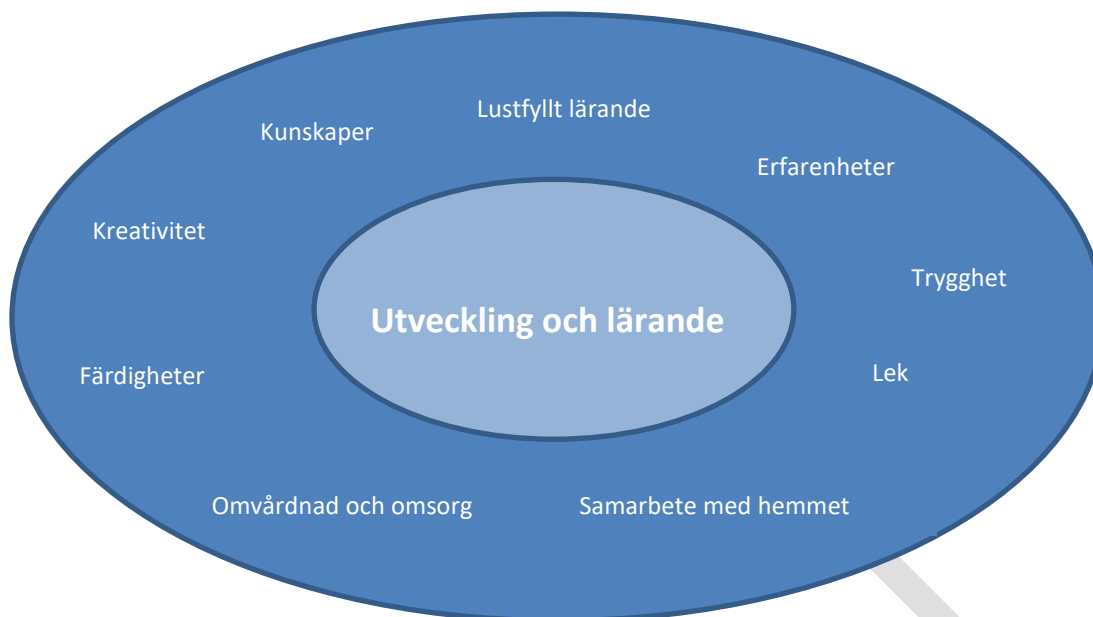 Lustfyllt lärande
Kunskaper
Erfarenheter
Kreativitet
Trygghet
Utveckling och lärande
Färdigheter
Lek
Omvårdnad och omsorg
Samarbete med hemmet